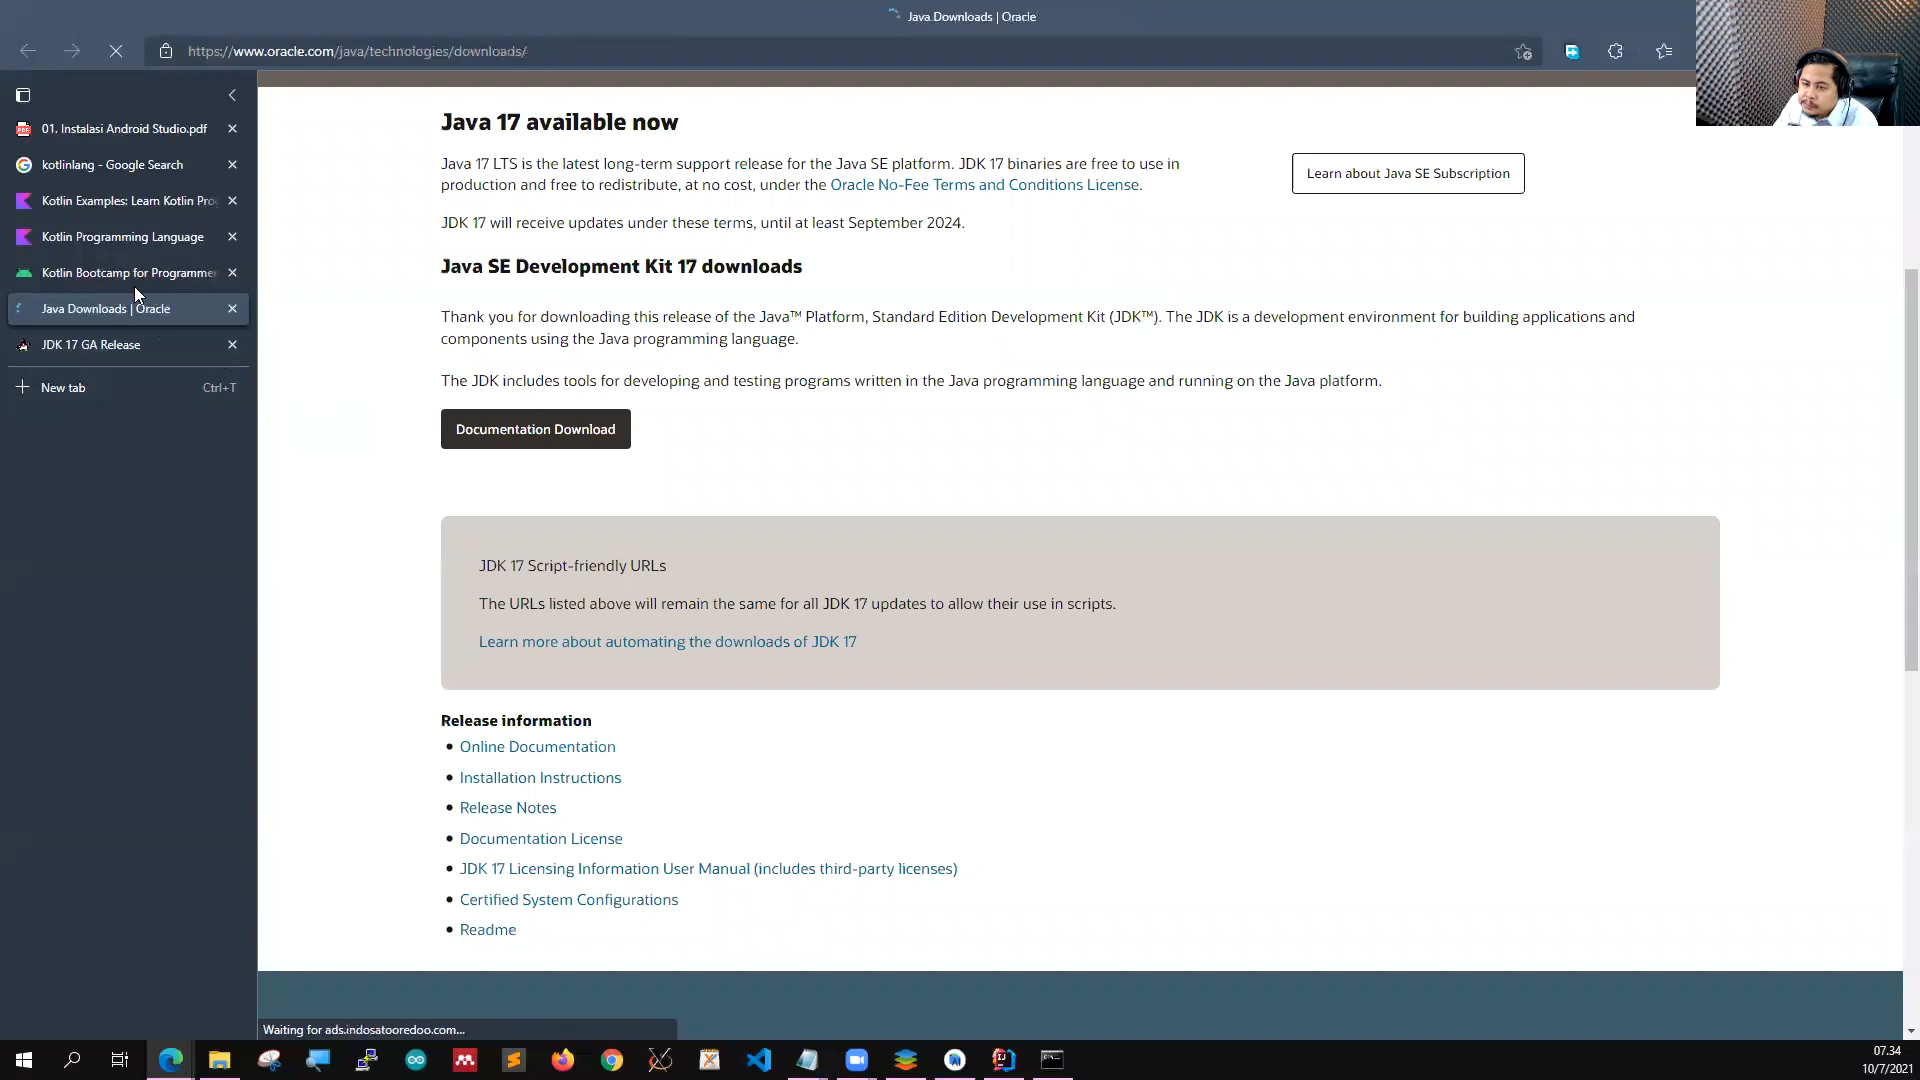 Java Downloads | Oracle
https://www.oracle.com/java/technologies/downloads/
01. Instalasi Android Studio.pdf
kotlinlang - Google Search
Kotlin Examples: Learn Kotlin Pro
Kotlin Programming Language
Kotlin Bootcamp for Programmer
Java Downloads | Oracle
JDK 17 GA Release
New tab Ctrl+T
Java 17 available now
Java 17 LTS is the latest long-term support release for the Java SE platform. JDK 17 binaries are free to use in
production and free to redistribute, at no cost, under the Oracle No-Fee Terms and Conditions License.
Learn about Java SE Subscription
JDK 17 will receive updates under these terms, until at least September 2024.
Java SE Development Kit 17 downloads
Thank you for downloading this release of the Java™ Platform, Standard Edition Development Kit (JDK™). The JDK is a development environment for building applications and
components using the Java programming language.
The JDK includes tools for developing and testing programs written in the Java programming language and running on the Java platform.
Documentation Download
JDK 17 Script-friendly URLs
The URLs listed above will remain the same for all JDK 17 updates to allow their use in scripts.
Learn more about automating the downloads of JDK 17
Release information
Online Documentation
Installation Instructions
Release Notes
Documentation License
JDK 17 Licensing Information User Manual (includes third-party licenses)
Certified System Configurations
Readme
Waiting for ads.indosatooredoo.com...
07.34
10/7/2021